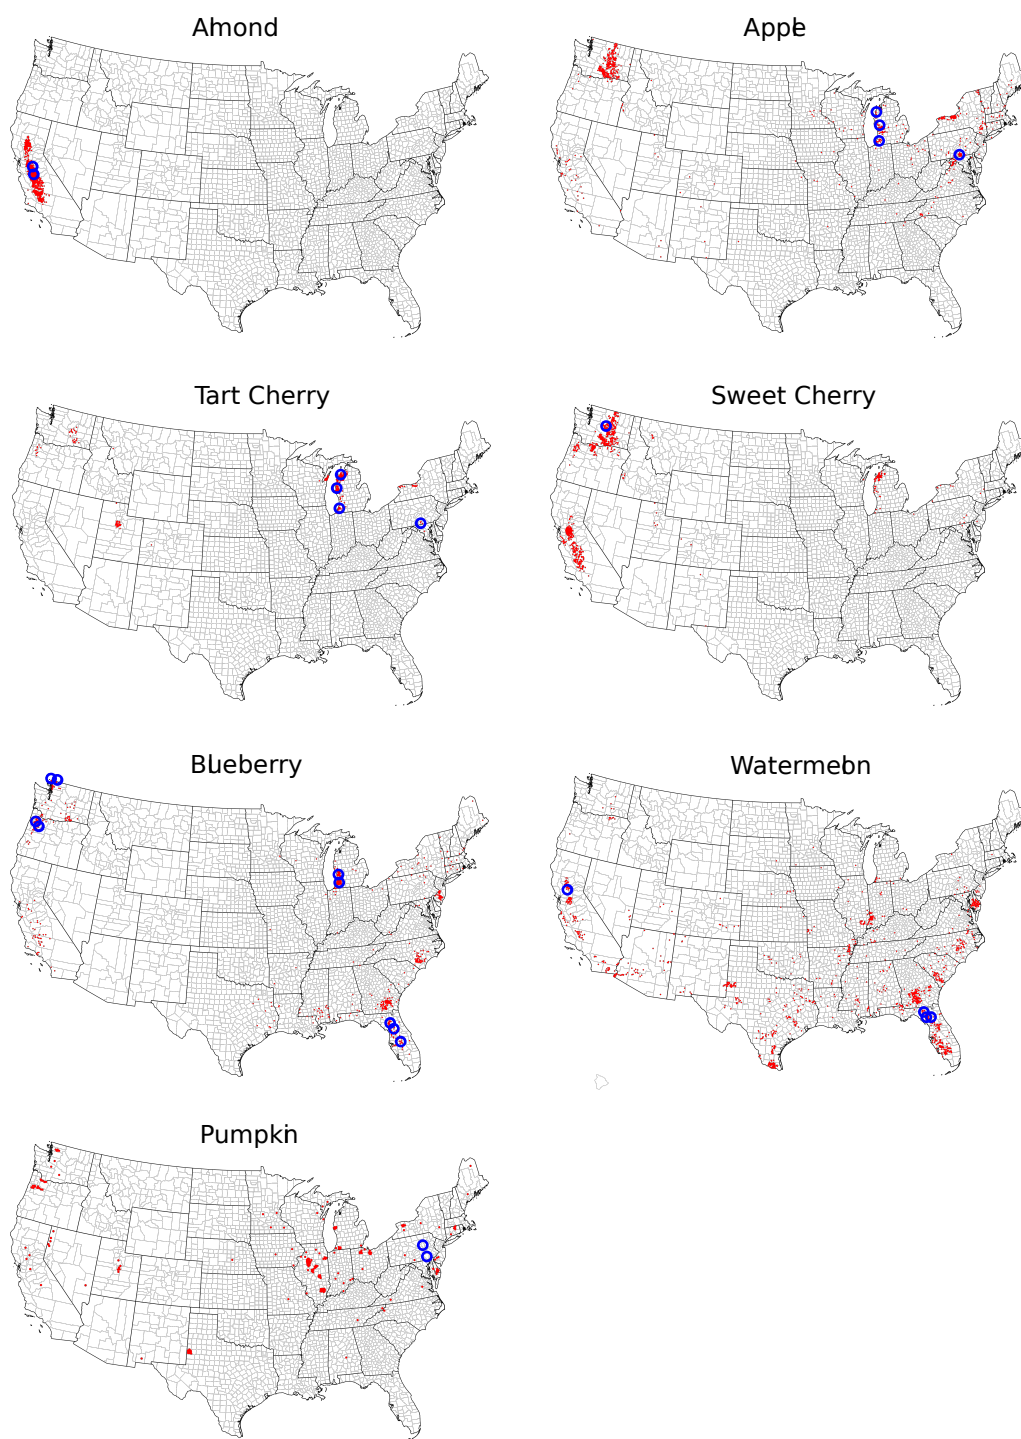 Almond
Apple
Tart Cherry
Sweet Cherry
Blueberry
Watermelon
Pumpkin